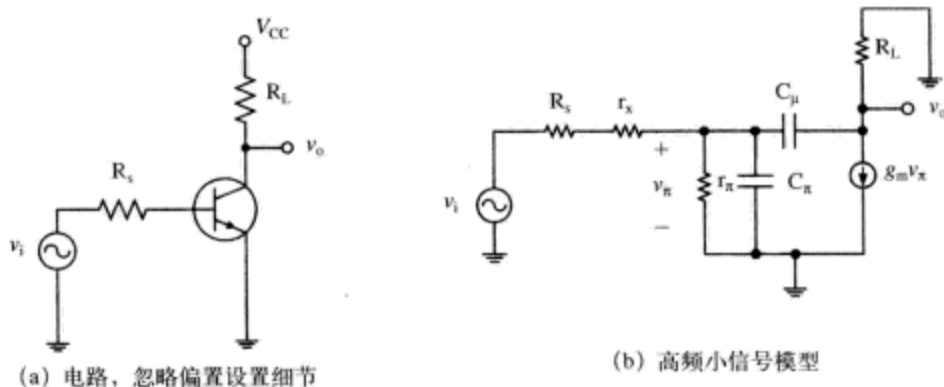 V_CC
R_L
v_o
R_s
v_i
(a) 电路，忽略偏置设置细节
R_L
C_μ
v_o
R_s
r_x
+
v_π
−
r_π
C_π
g_m v_π
v_i
(b) 高频小信号模型